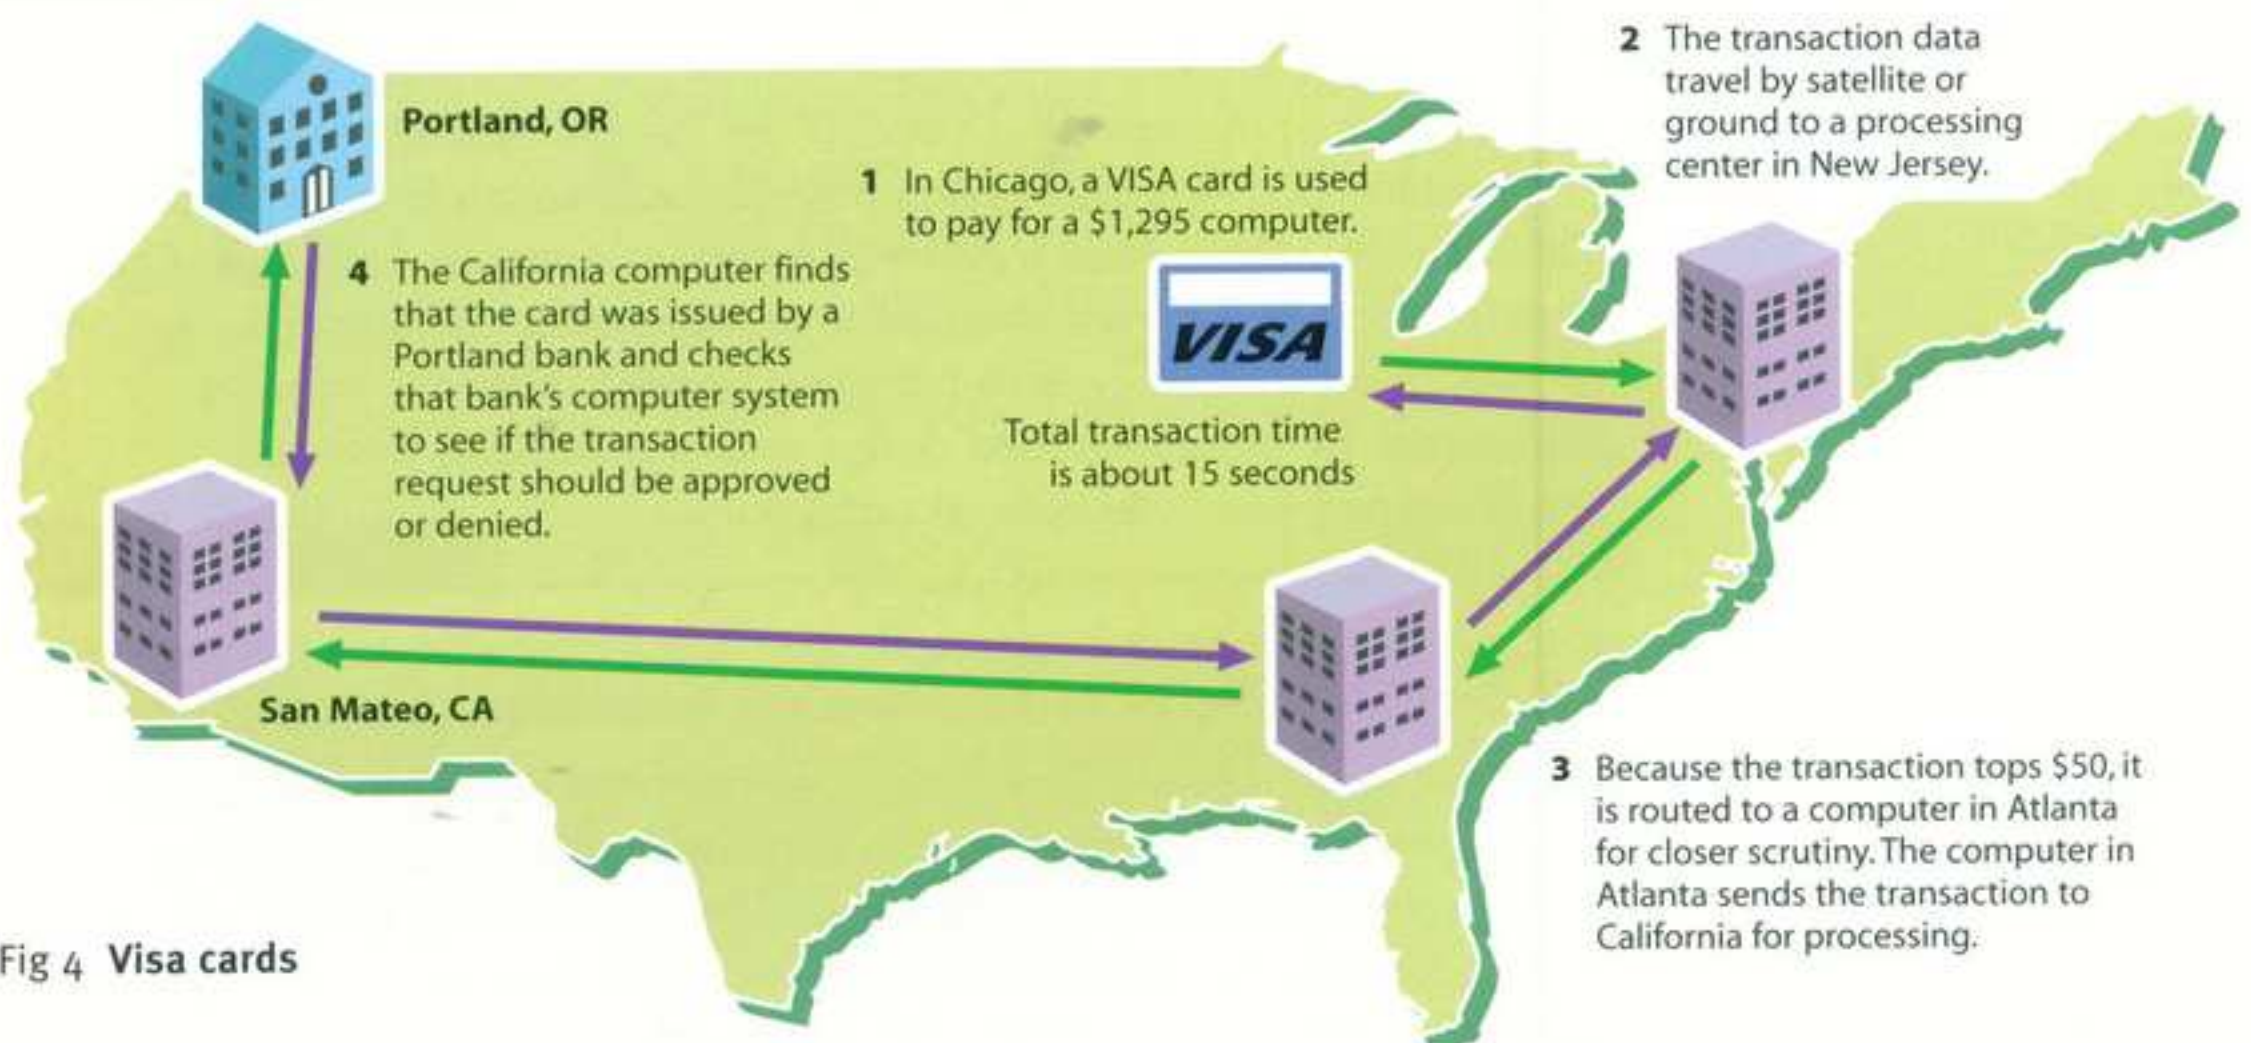 Portland, OR
1 In Chicago, a VISA card is used
to pay for a $1,295 computer.
VISA
Total transaction time
is about 15 seconds
2 The transaction data
travel by satellite or
ground to a processing
center in New Jersey.
4 The California computer finds
that the card was issued by a
Portland bank and checks
that bank's computer system
to see if the transaction
request should be approved
or denied.
San Mateo, CA
3 Because the transaction tops $50, it
is routed to a computer in Atlanta
for closer scrutiny. The computer in
Atlanta sends the transaction to
California for processing.
Fig 4 Visa cards